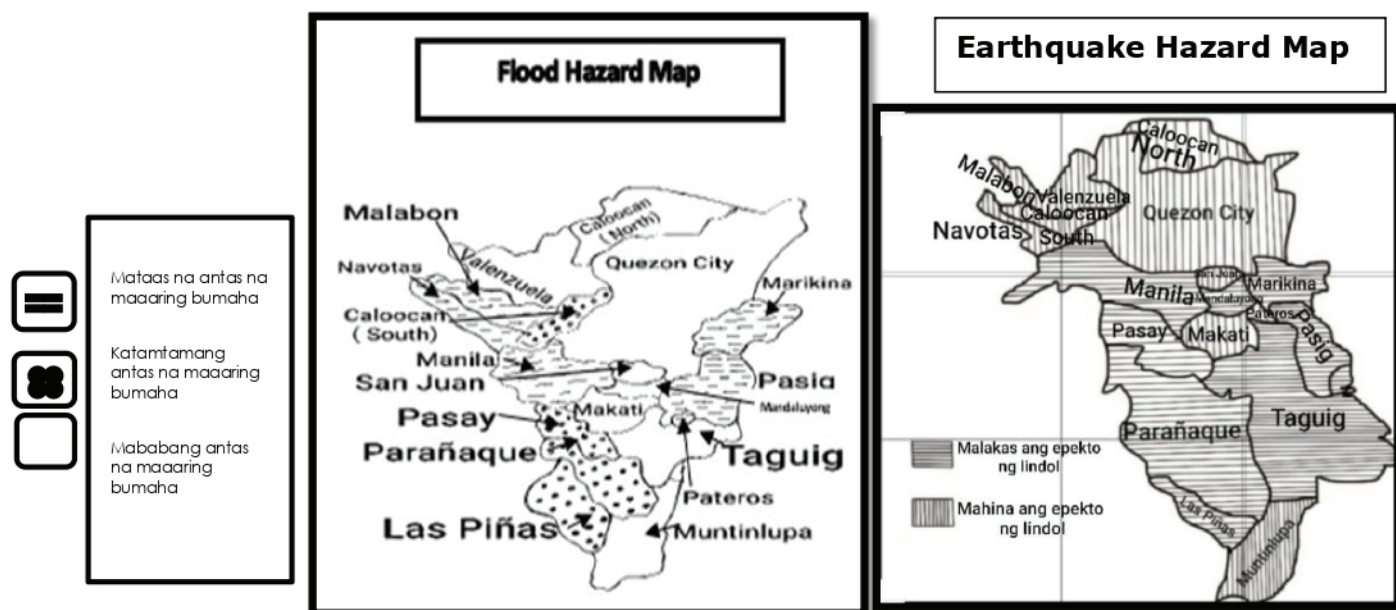 Mataas na antas na
maaaring bumaha
Katamtamang
antas na maaaring
bumaha
Mababang antas
na maaaring
bumaha
Flood Hazard Map
Malabon
Navotas
Valenzuela
Caloocan
(North)
Quezon City
Marikina
Caloocan
(South)
Manila
San Juan
Pasig
Mandaluyong
Makati
Pasay
Parañaque
Taguig
Pateros
Las Piñas
Muntinlupa
Earthquake Hazard Map
Caloocan
North
Malabon
Valenzuela
Caloocan
Quezon City
Navotas
South
San Juan
Manila
Marikina
Mandaluyong
Pateros
Pasay
Makati
Pasig
Parañaque
Taguig
Malakas ang epekto
ng lindol
Mahina ang epekto
ng lindol
Las Piñas
Muntinlupa